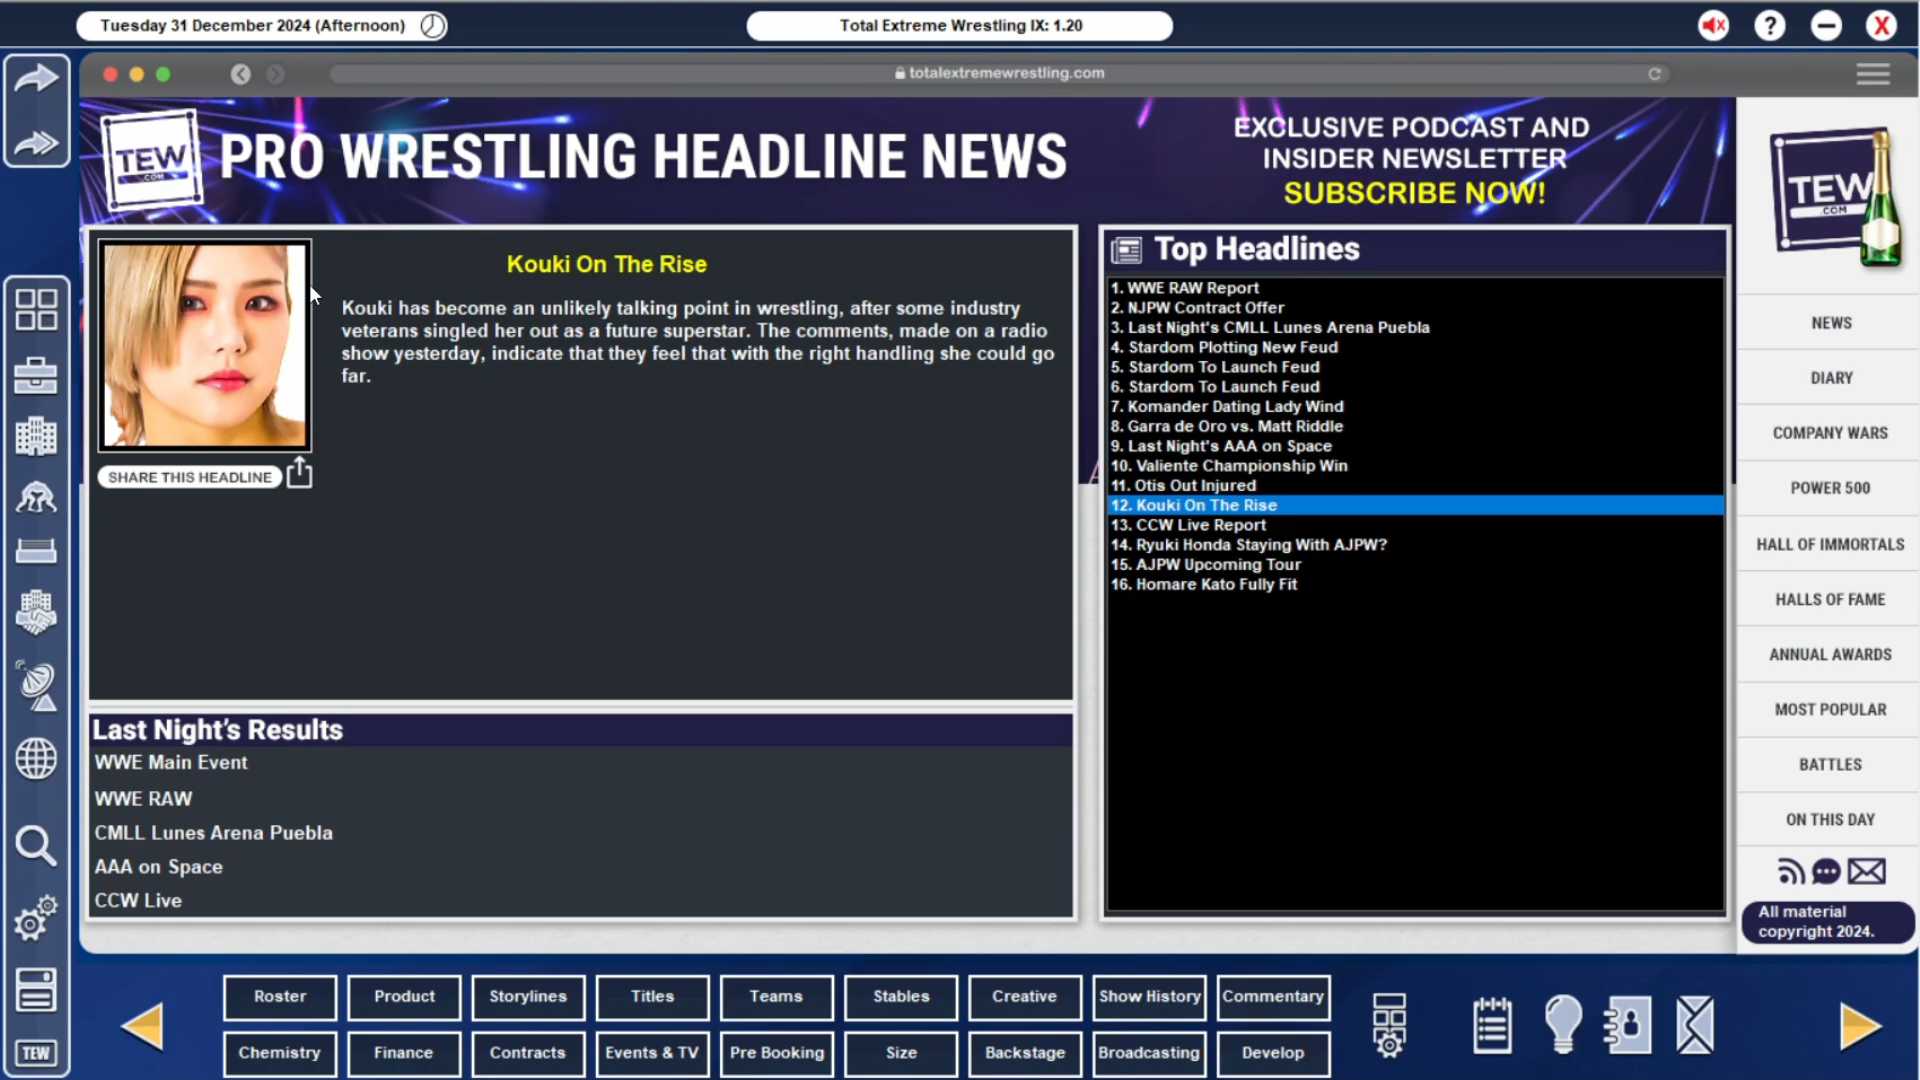 Tuesday 31 December 2024 (Afternoon)
Total Extreme Wrestling IX: 1.20
?
X
totalextremewrestling.com
TEW
.COM
PRO WRESTLING HEADLINE NEWS
EXCLUSIVE PODCAST AND
INSIDER NEWSLETTER
SUBSCRIBE NOW!
TEW
.COM
Kouki On The Rise
Kouki has become an unlikely talking point in wrestling, after some industry
veterans singled her out as a future superstar. The comments, made on a radio
show yesterday, indicate that they feel that with the right handling she could go
far.
SHARE THIS HEADLINE
Last Night's Results
WWE Main Event
WWE RAW
CMLL Lunes Arena Puebla
AAA on Space
CCW Live
Top Headlines
1. WWE RAW Report
2. NJPW Contract Offer
3. Last Night's CMLL Lunes Arena Puebla
4. Stardom Plotting New Feud
5. Stardom To Launch Feud
6. Stardom To Launch Feud
7. Komander Dating Lady Wind
8. Garra de Oro vs. Matt Riddle
9. Last Night's AAA on Space
10. Valiente Championship Win
11. Otis Out Injured
12. Kouki On The Rise
13. CCW Live Report
14. Ryuki Honda Staying With AJPW?
15. AJPW Upcoming Tour
16. Homare Kato Fully Fit
NEWS
DIARY
COMPANY WARS
POWER 500
HALL OF IMMORTALS
HALLS OF FAME
ANNUAL AWARDS
MOST POPULAR
BATTLES
ON THIS DAY
All material
copyright 2024.
TEW
Roster
Product
Storylines
Titles
Teams
Stables
Creative
Show History
Commentary
Chemistry
Finance
Contracts
Events & TV
Pre Booking
Size
Backstage
Broadcasting
Develop